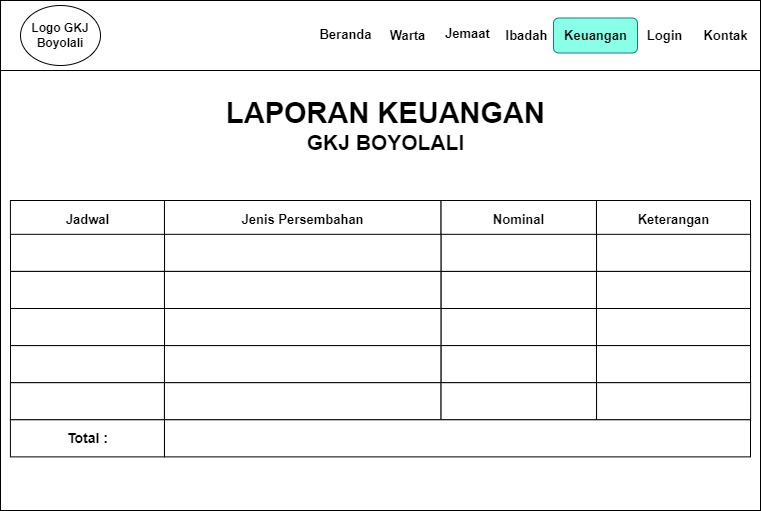 Logo GKJ
Boyolali
Beranda Warta Jemaat Ibadah Keuangan Login Kontak
LAPORAN KEUANGAN
GKJ BOYOLALI
Jadwal Jenis Persembahan Nominal Keterangan
Total :